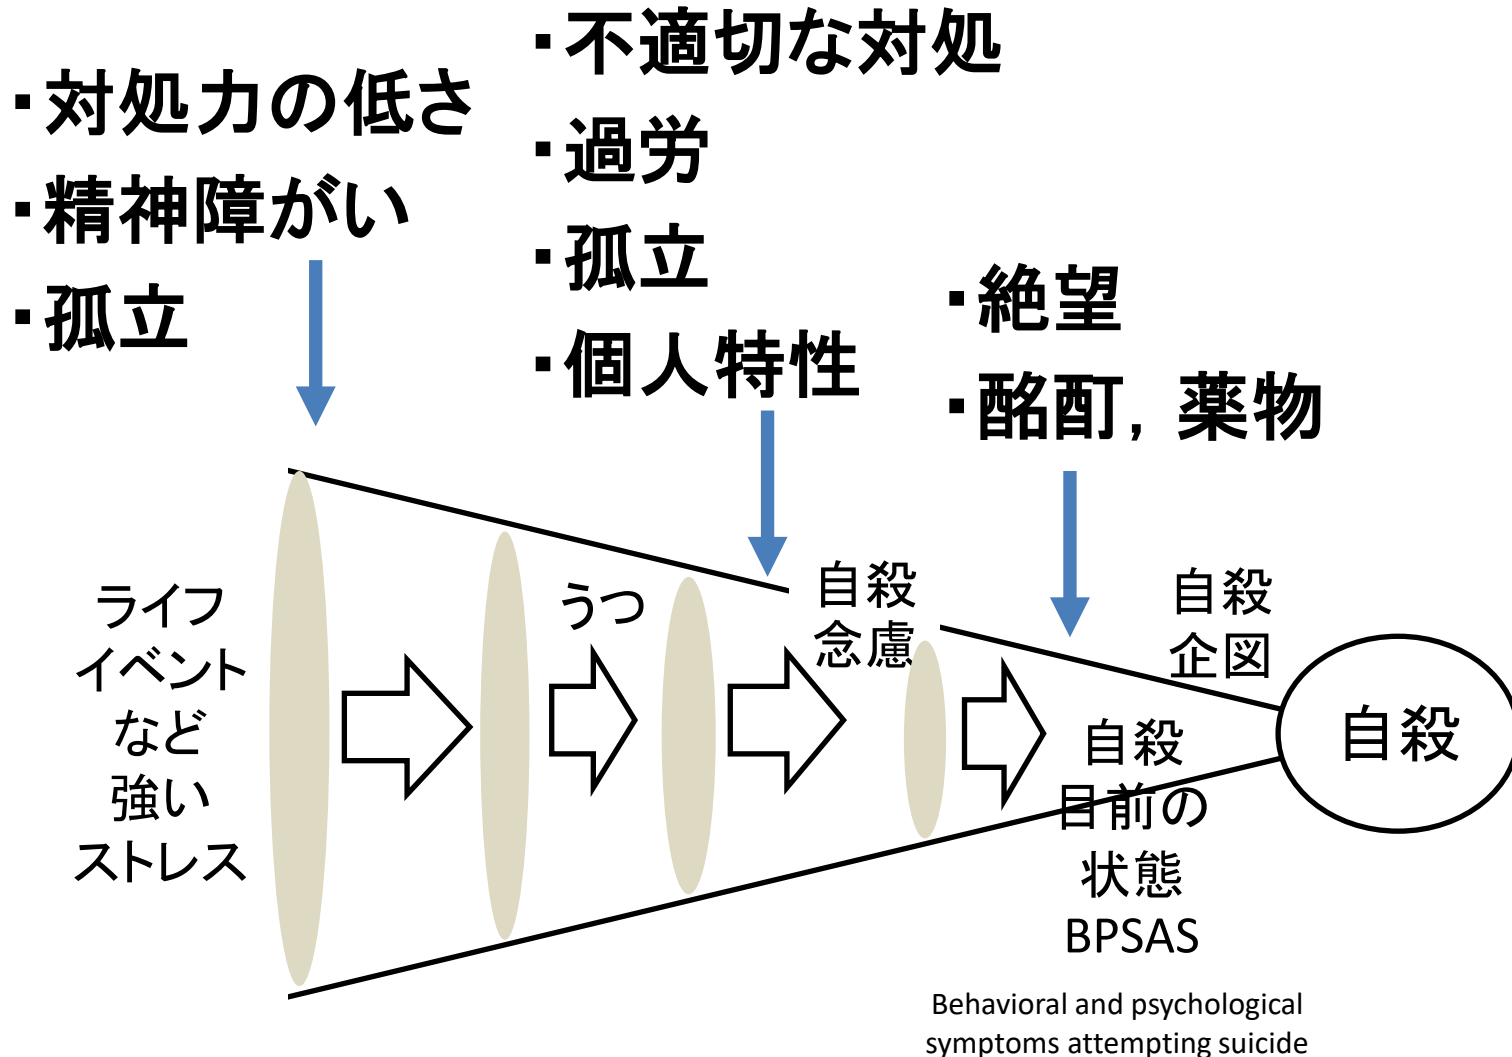 ・対処力の低さ
・精神障がい
・孤立
・不適切な対処
・過労
・孤立
・個人特性
・絶望
・酩酊，薬物
ライフ
イベント
など
強い
ストレス
うつ
自殺
念慮
自殺
企図
自殺
目前の
状態
BPSAS
Behavioral and psychological
symptoms attempting suicide
自殺